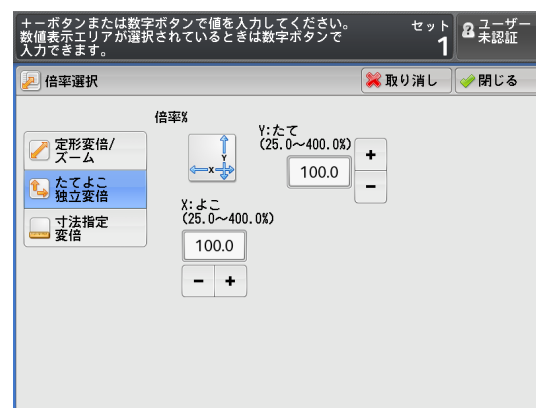 +−ボタンまたは数字ボタンで値を入力してください。
数値表示エリアが選択されているときは数字ボタンで
入力できます。
セット
1
ユーザー
未認証
倍率選択
取り消し
閉じる
倍率%
定形変倍/
ズーム
たてよこ
独立変倍
寸法指定
変倍
Y
X
Y:たて
(25.0~400.0%)
100.0
+
−
X:よこ
(25.0~400.0%)
100.0
− +